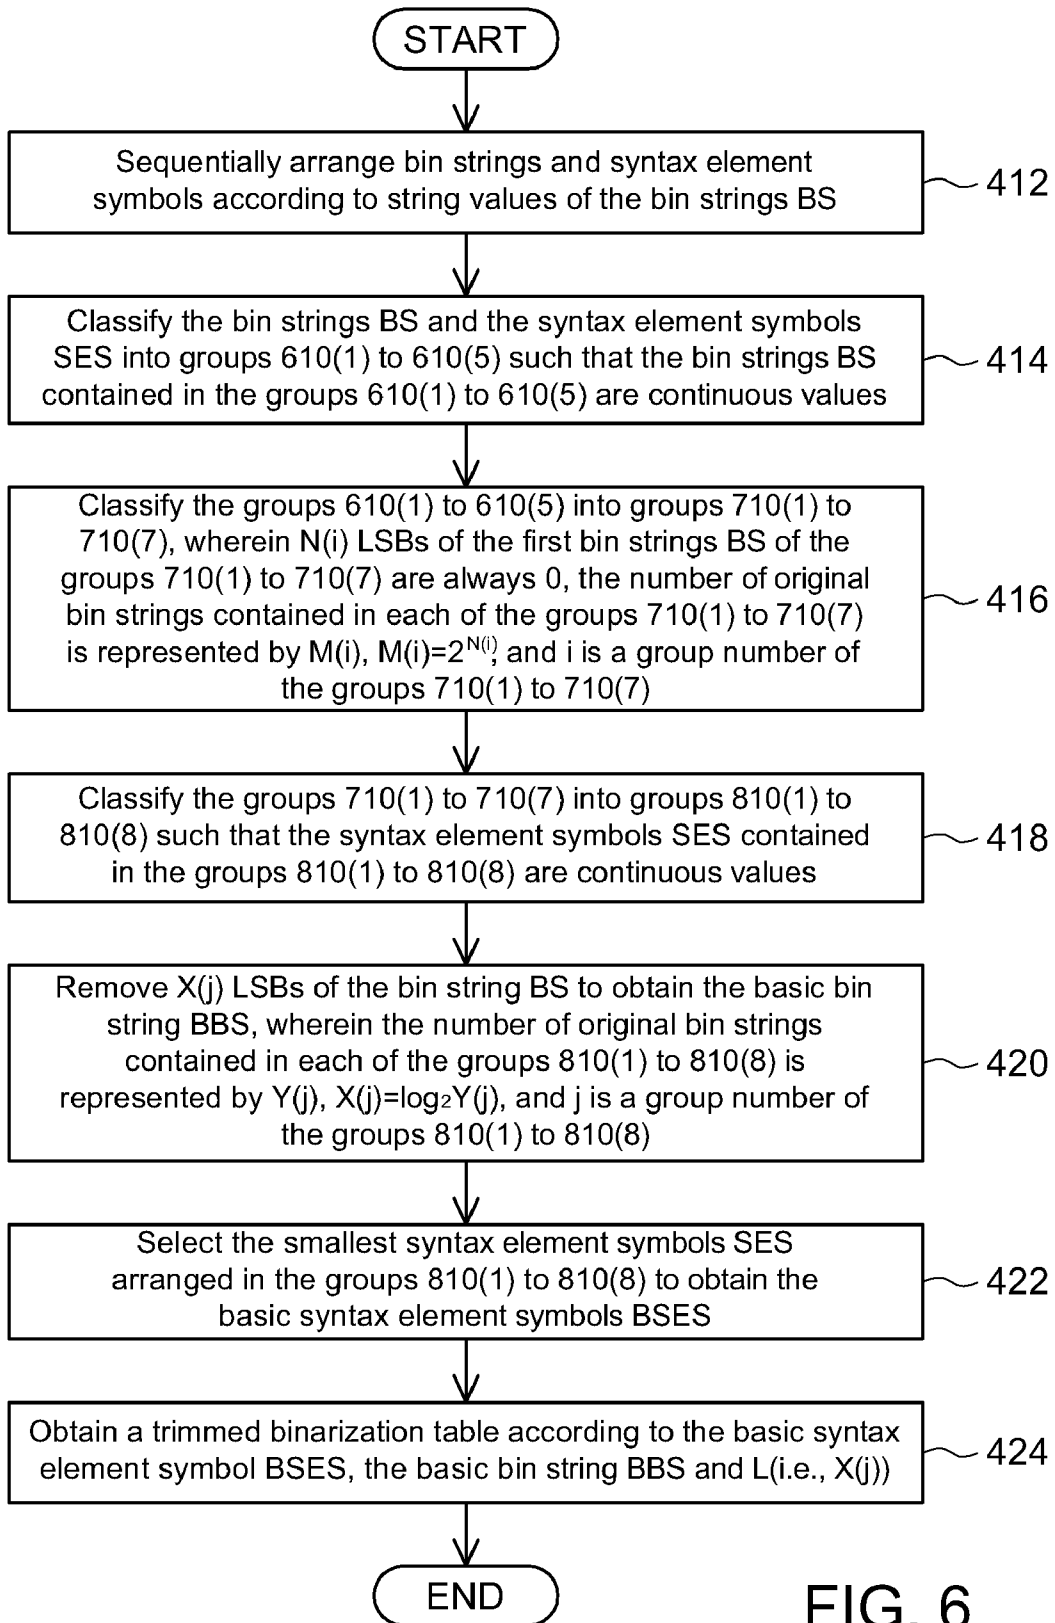 START
Sequentially arrange bin strings and syntax element
symbols according to string values of the bin strings BS
412
Classify the bin strings BS and the syntax element symbols
SES into groups 610(1) to 610(5) such that the bin strings BS
contained in the groups 610(1) to 610(5) are continuous values
414
Classify the groups 610(1) to 610(5) into groups 710(1) to
710(7), wherein N(i) LSBs of the first bin strings BS of the
groups 710(1) to 710(7) are always 0, the number of original
bin strings contained in each of the groups 710(1) to 710(7)
is represented by M(i), M(i)=2^N(i), and i is a group number of
the groups 710(1) to 710(7)
416
Classify the groups 710(1) to 710(7) into groups 810(1) to
810(8) such that the syntax element symbols SES contained
in the groups 810(1) to 810(8) are continuous values
418
Remove X(j) LSBs of the bin string BS to obtain the basic bin
string BBS, wherein the number of original bin strings
contained in each of the groups 810(1) to 810(8) is
represented by Y(j), X(j)=log₂Y(j), and j is a group number of
the groups 810(1) to 810(8)
420
Select the smallest syntax element symbols SES
arranged in the groups 810(1) to 810(8) to obtain the
basic syntax element symbols BSES
422
Obtain a trimmed binarization table according to the basic syntax
element symbol BSES, the basic bin string BBS and L(i.e., X(j))
424
END
FIG. 6